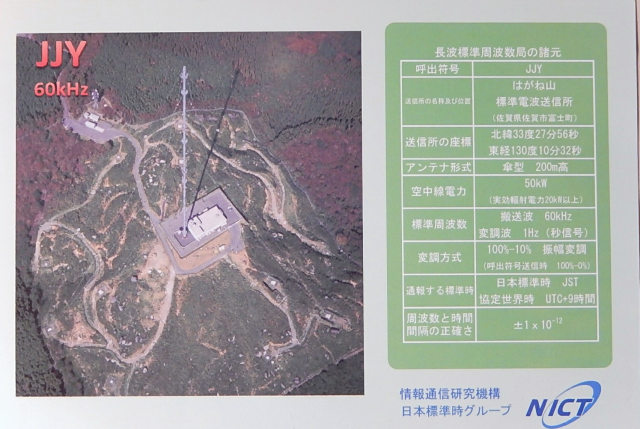 JJY
60kHz
長波標準周波数局の諸元
呼出符号 JJY
送信所の名称及び位置 はがね山
標準電波送信所
(佐賀県佐賀市富士町)
送信所の座標 北緯33度27分56秒
東経130度10分32秒
アンテナ形式 傘型 200m高
空中線電力 50kW
(実効輻射電力20kW以上)
標準周波数 搬送波 60kHz
変調波 1Hz (秒信号)
変調方式 100%-10% 振幅変調
(呼出符号送信時 100%-0%)
通報する標準時 日本標準時 JST
協定世界時 UTC+9時間
周波数と時間
間隔の正確さ ±1×10⁻¹²
情報通信研究機構
日本標準時グループ
NICT